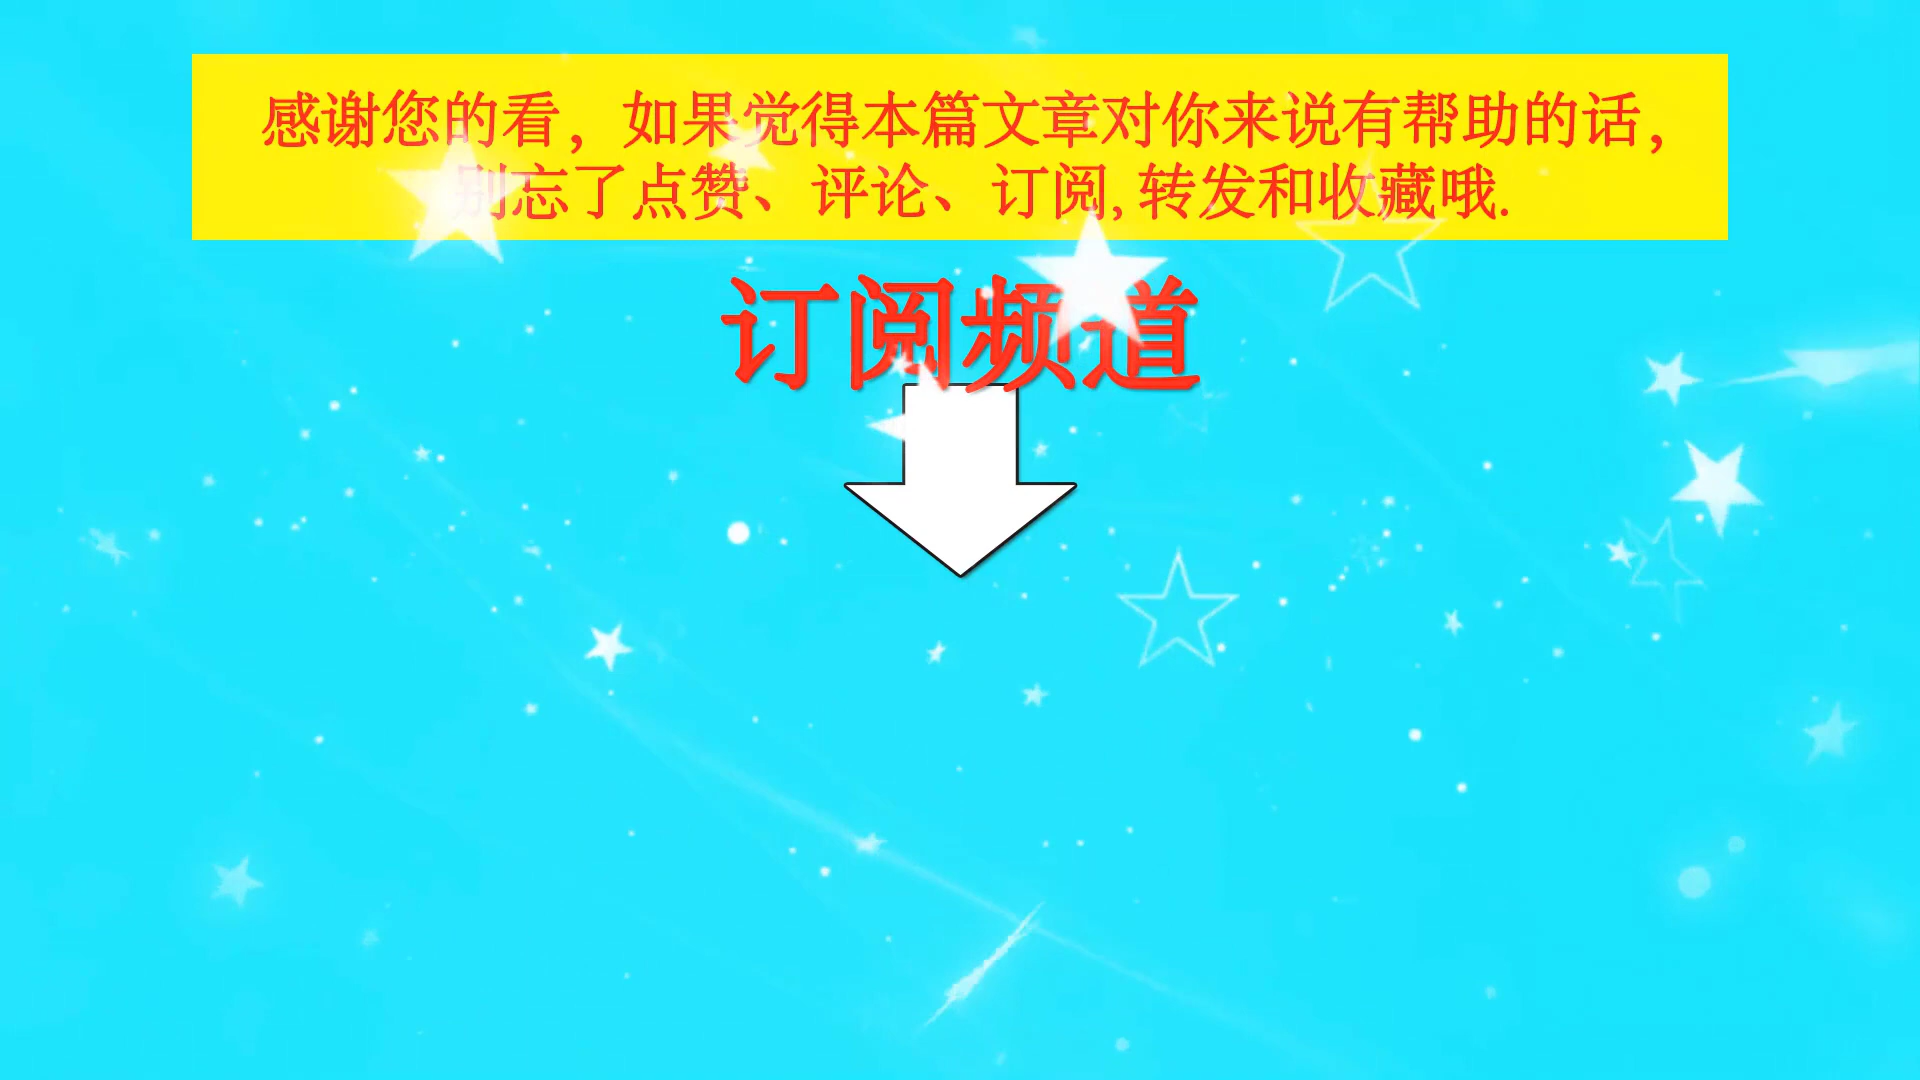 感谢您的看，如果觉得本篇文章对你来说有帮助的话，
别忘了点赞、评论、订阅,转发和收藏哦.
订阅频道